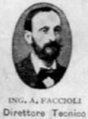 ING. A. FACCIOLI
Direttore Tecnico